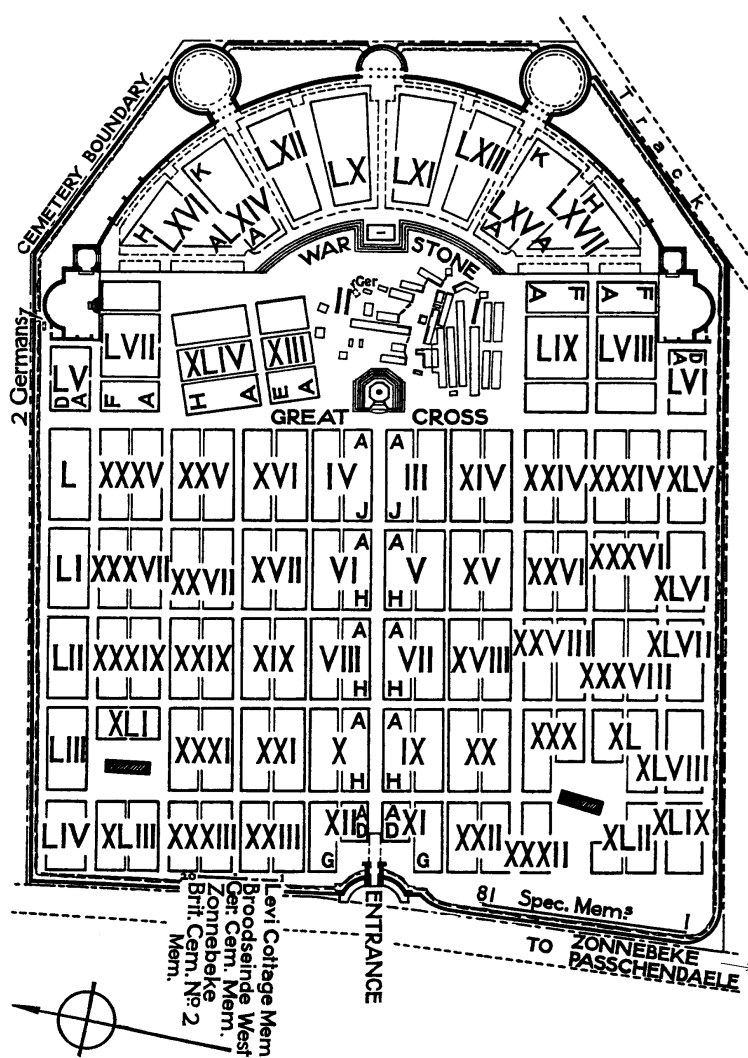 CEMETERY BOUNDARY.
Track
LXII
LX
LXI
LXIII
K
K
H
LXVI
A
LXIV
A
LXV
A
A
H
LXVII
WAR STONE
Ger
2 Germans
F
A
F
A
LVII
XLIV
XIII
LIX
LVIII
LV
D
A
F
A
H
A
E
A
D
A
LVI
GREAT CROSS
L
XXXV
XXV
XVI
IV
A
J
A
J
III
XIV
XXIV
XXXIV
XLV
LI
XXXVII
XXVII
XVII
VI
A
H
A
H
V
XV
XXVI
XXXVI
XLVI
LII
XXXIX
XXIX
XIX
VIII
A
H
A
H
VII
XVIII
XXVIII
XXXVIII
XLVII
LIII
XLI
XXXI
XXI
X
A
H
A
H
IX
XX
XXX
XL
XLVIII
LIV
XLIII
XXXIII
XXIII
XII
A
D
G
A
D
XI
G
XXII
XXXII
XLII
XLIX
1
Levi Cottage Mem
Broodseinde West
Ger. Cem. Mem.
Zonnebeke
Brit. Cem. Nº 2
Mem.
ENTRANCE
81 Spec. Mems 1
TO ZONNEBEKE
PASSCHENDAELE